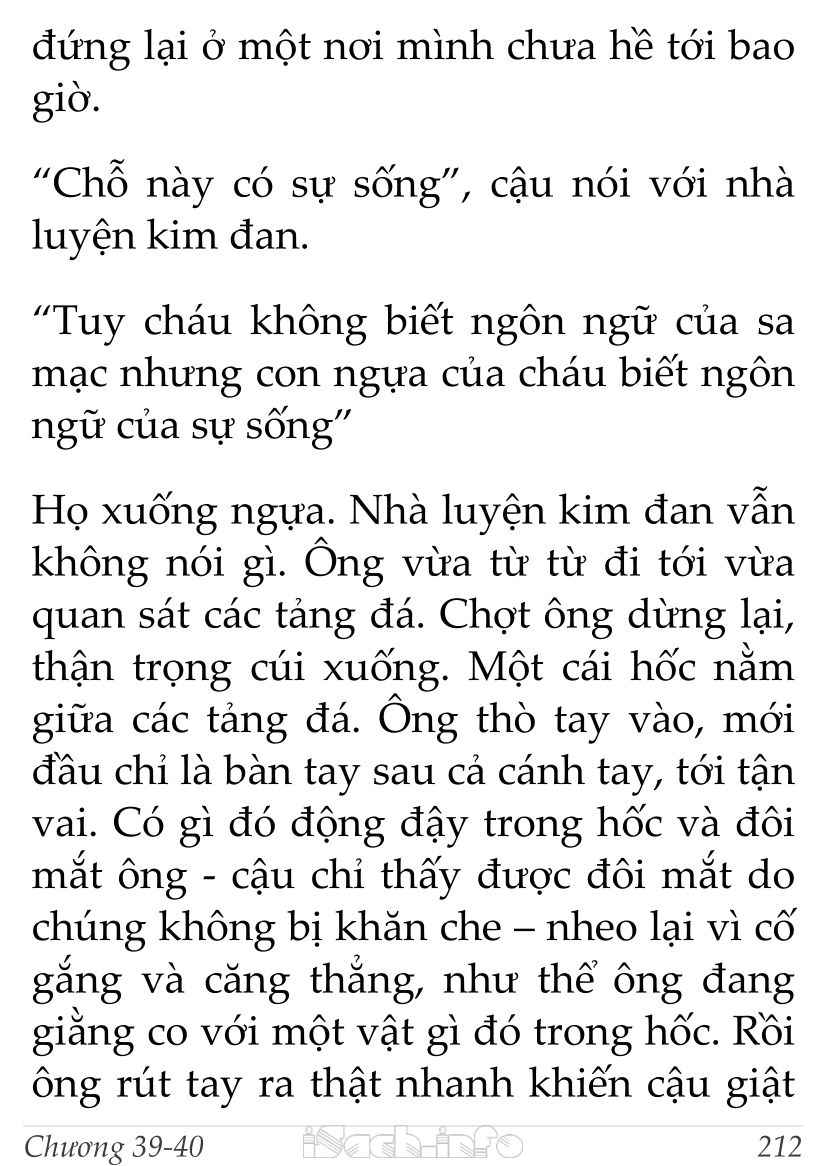 đứng lại ở một nơi mình chưa hề tới bao
giờ.
“Chỗ này có sự sống”, cậu nói với nhà
luyện kim đan.
“Tuy cháu không biết ngôn ngữ của sa
mạc nhưng con ngựa của cháu biết ngôn
ngữ của sự sống”
Họ xuống ngựa. Nhà luyện kim đan vẫn
không nói gì. Ông vừa từ từ đi tới vừa
quan sát các tảng đá. Chợt ông dừng lại,
thận trọng cúi xuống. Một cái hốc nằm
giữa các tảng đá. Ông thò tay vào, mới
đầu chỉ là bàn tay sau cả cánh tay, tới tận
vai. Có gì đó động đậy trong hốc và đôi
mắt ông - cậu chỉ thấy được đôi mắt do
chúng không bị khăn che – nheo lại vì cố
gắng và căng thẳng, như thể ông đang
giằng co với một vật gì đó trong hốc. Rồi
ông rút tay ra thật nhanh khiến cậu giật
Chương 39-40 iSach.info 212